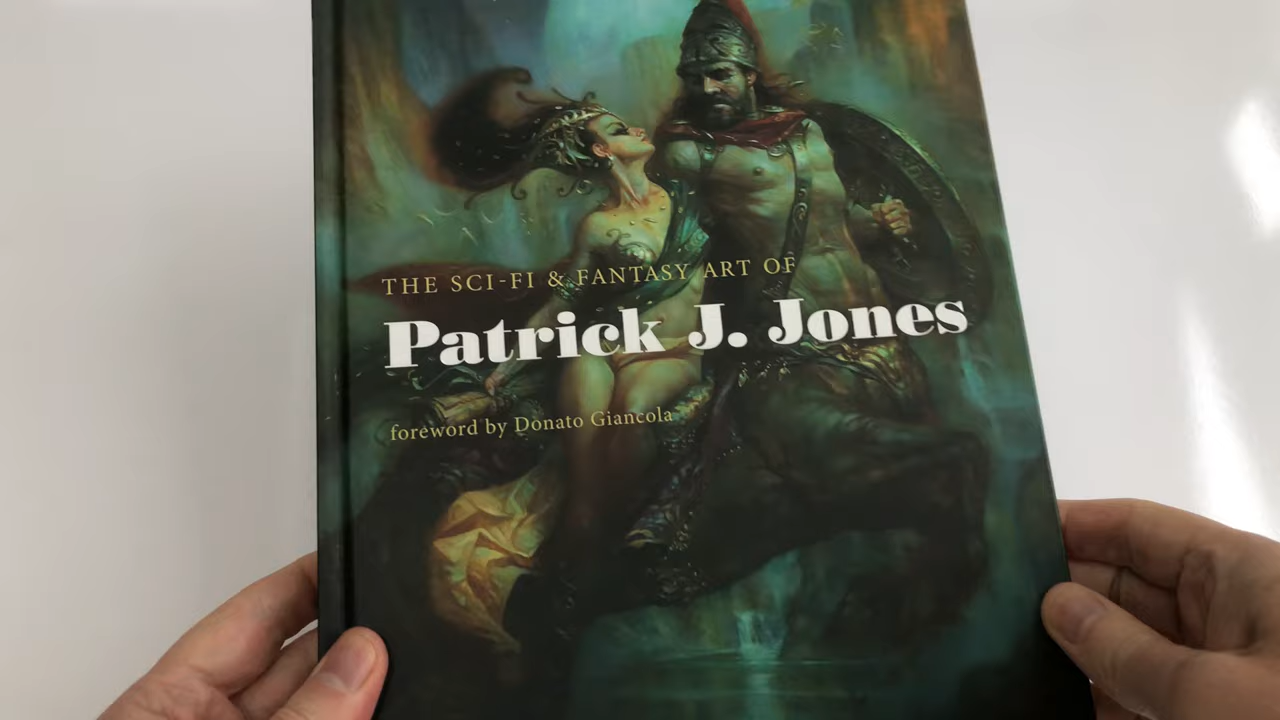 THE SCI-FI & FANTASY ART OF
Patrick J. Jones
foreword by Donato Giancola